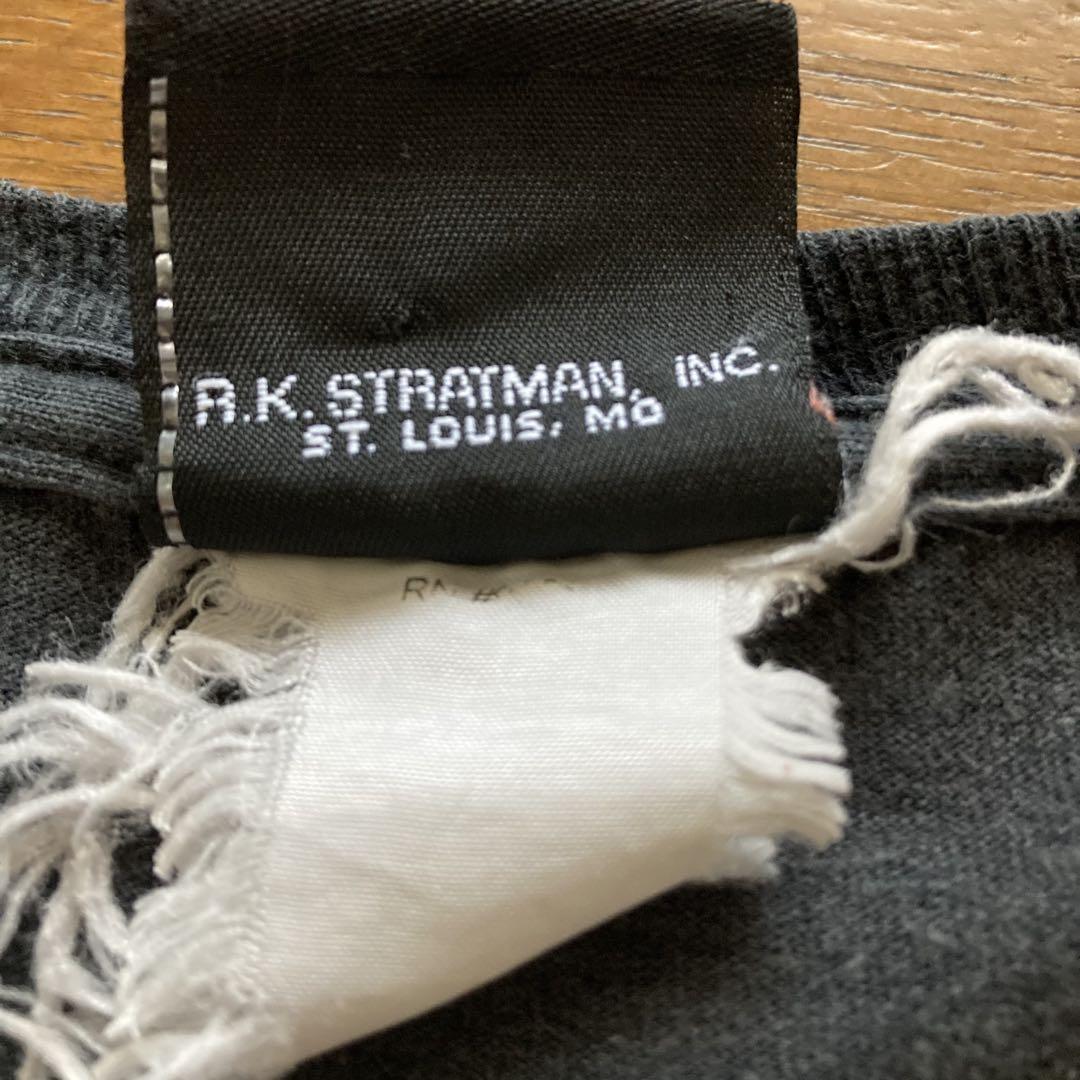 R.K. STRATMAN, INC.
ST. LOUIS, MO